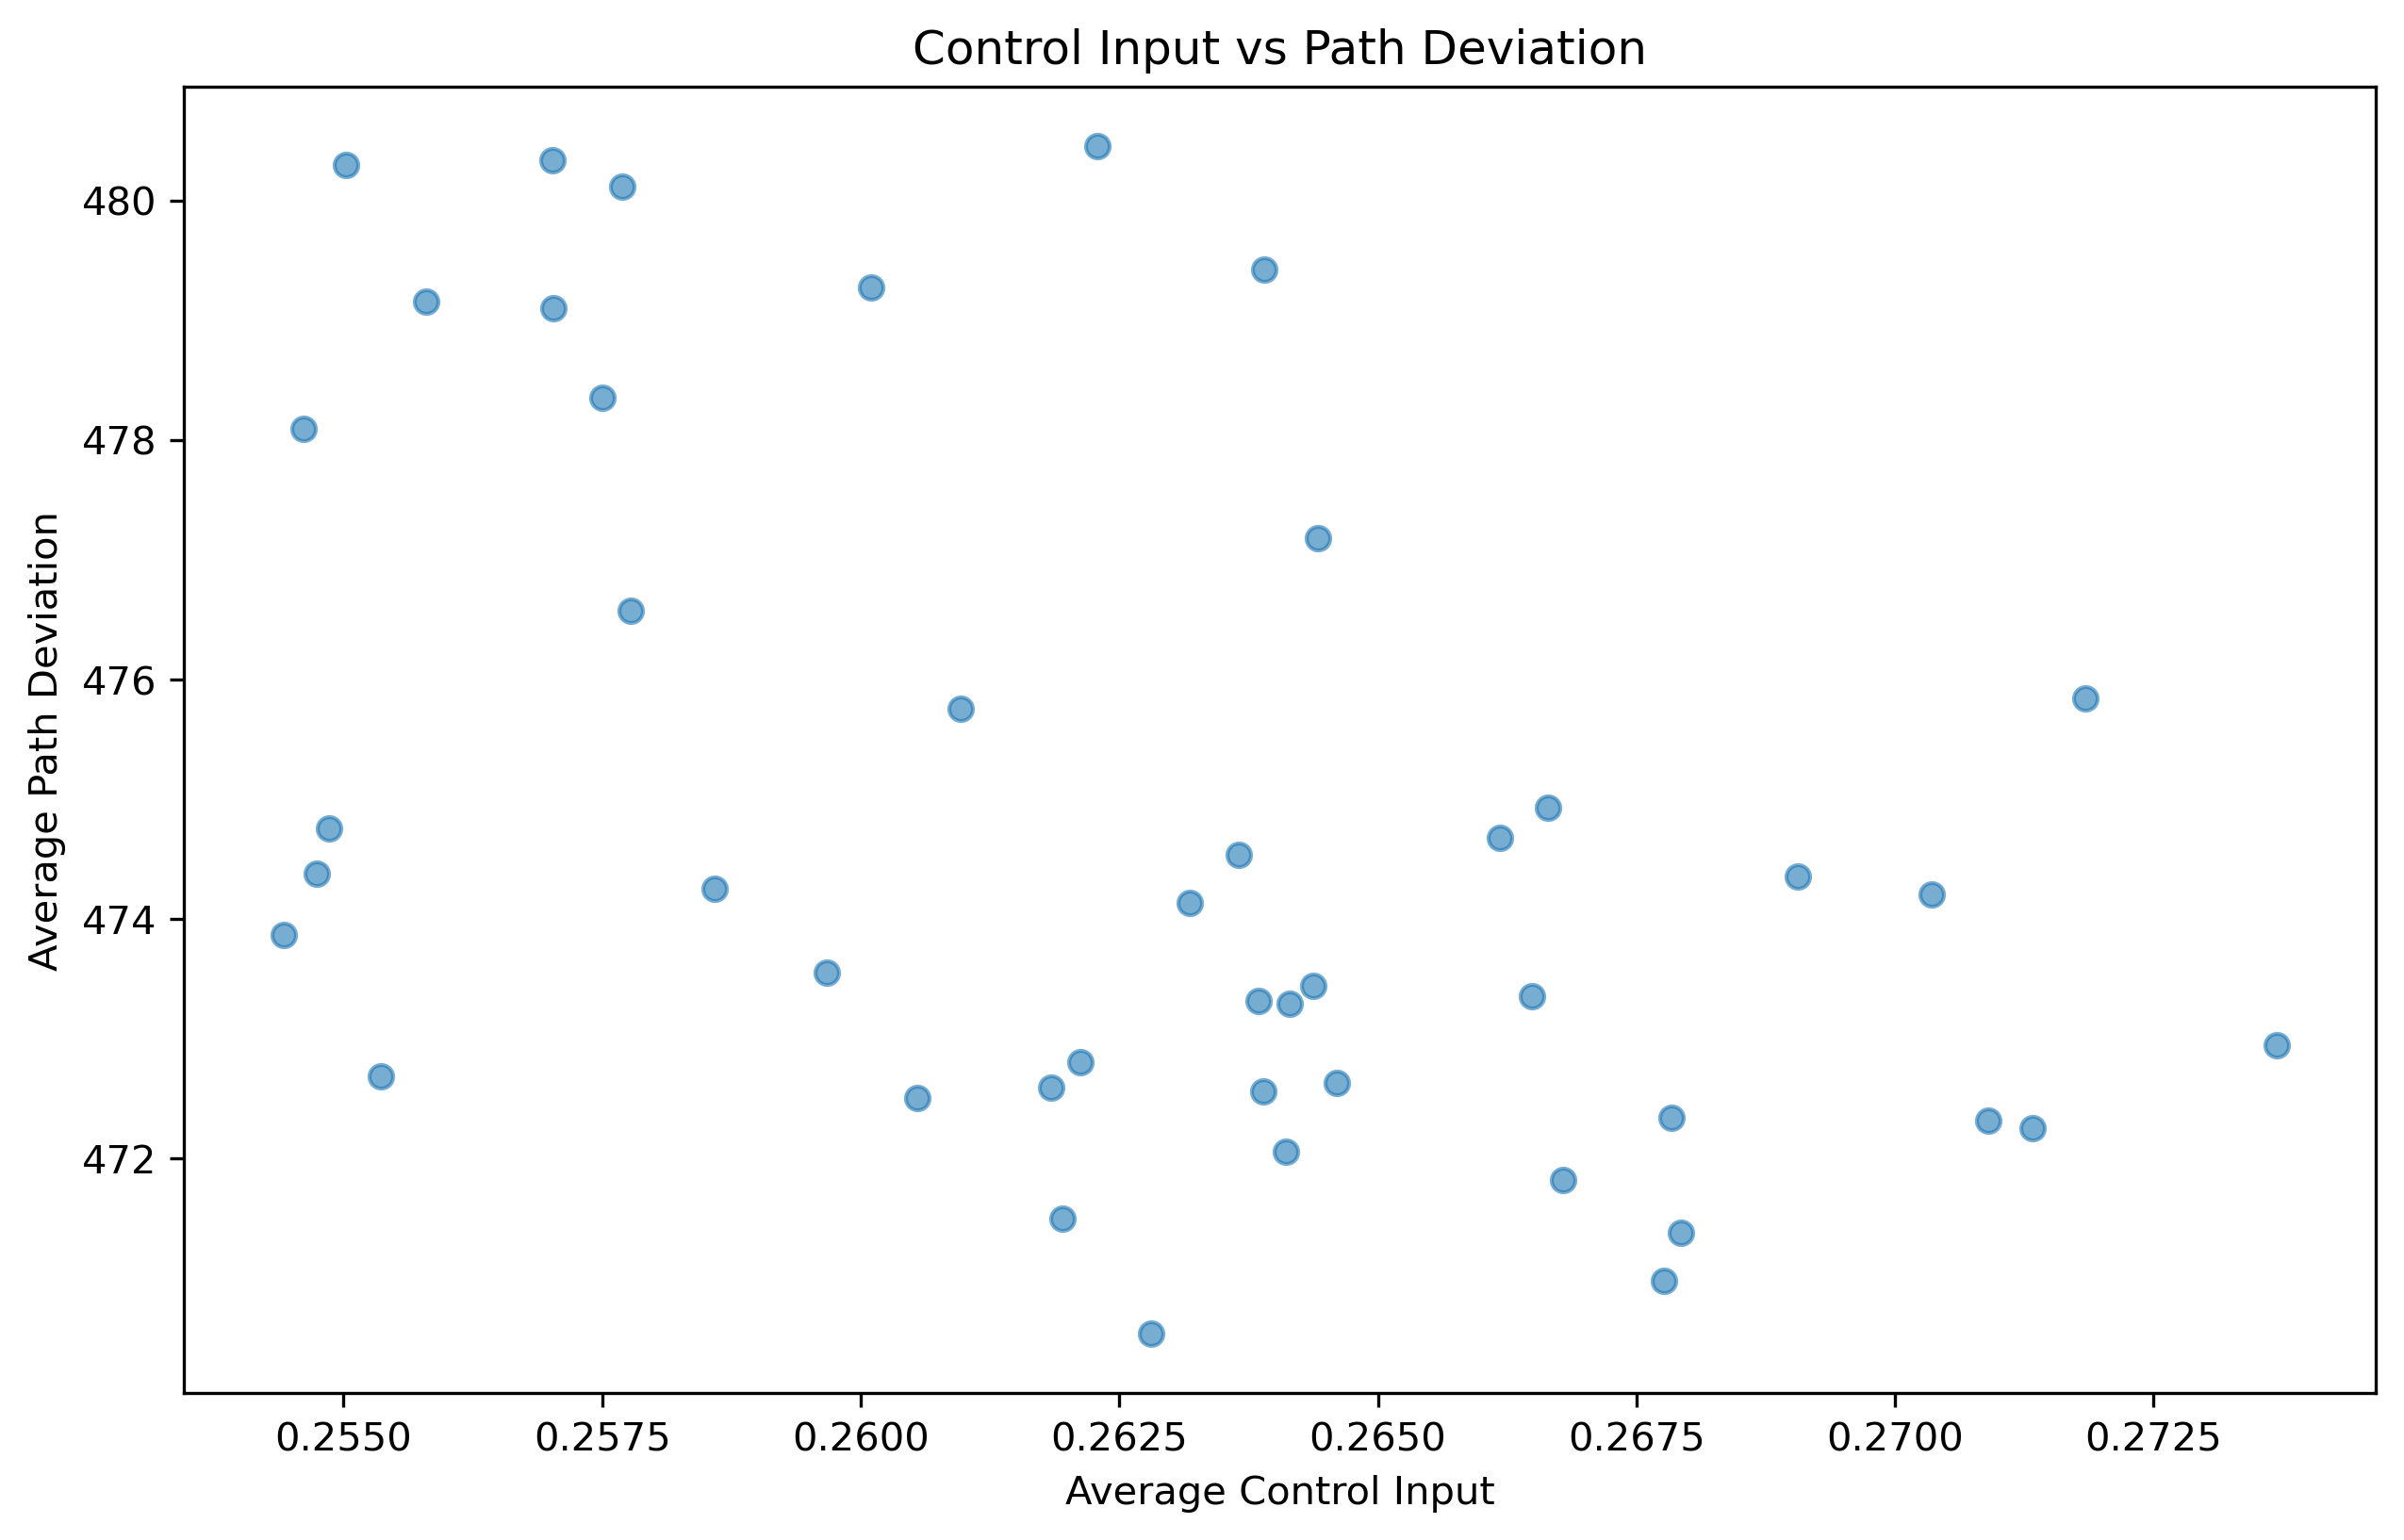 Control Input vs Path Deviation
Average Path Deviation
480
478
476
474
472
0.2550 0.2575 0.2600 0.2625 0.2650 0.2675 0.2700 0.2725
Average Control Input